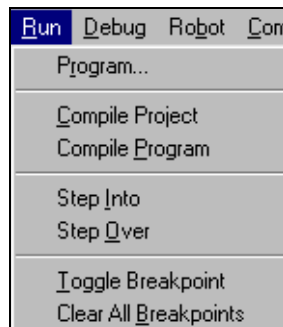 Run Debug Robot
Program...
Compile Project
Compile Program
Step Into
Step Over
Toggle Breakpoint
Clear All Breakpoints